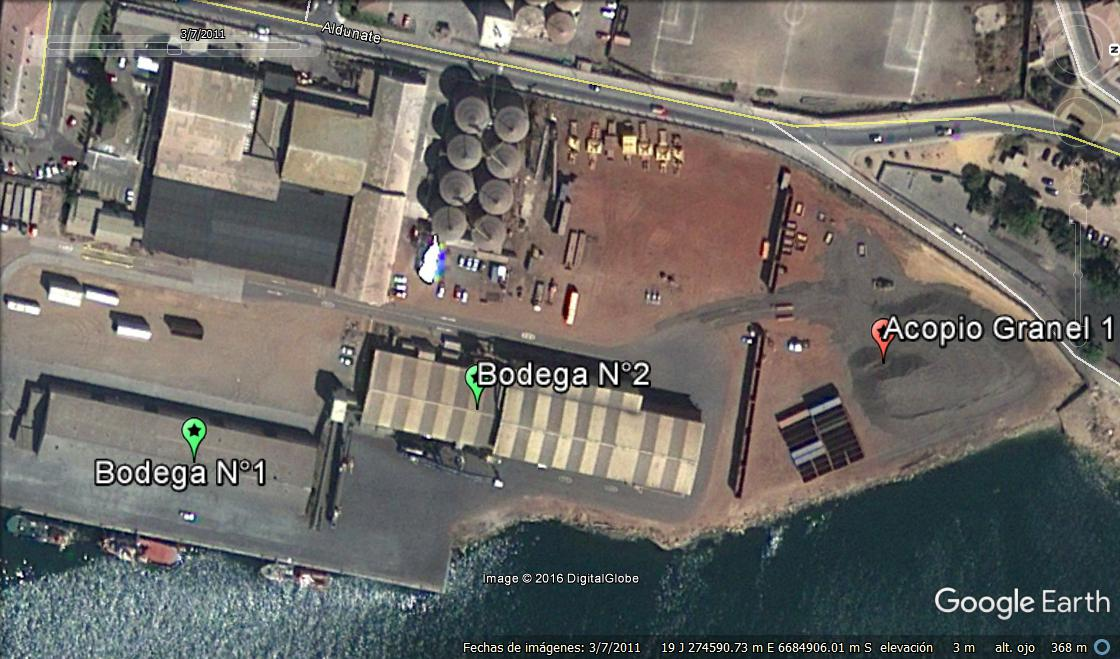 Aldunate
3/7/2011
N
Acopio Granel 1
Bodega N°2
Bodega N°1
Image © 2016 DigitalGlobe
Google Earth
Fechas de imágenes: 3/7/2011 19 J 274590.73 m E 6684906.01 m S elevación 3 m alt. ojo 368 m